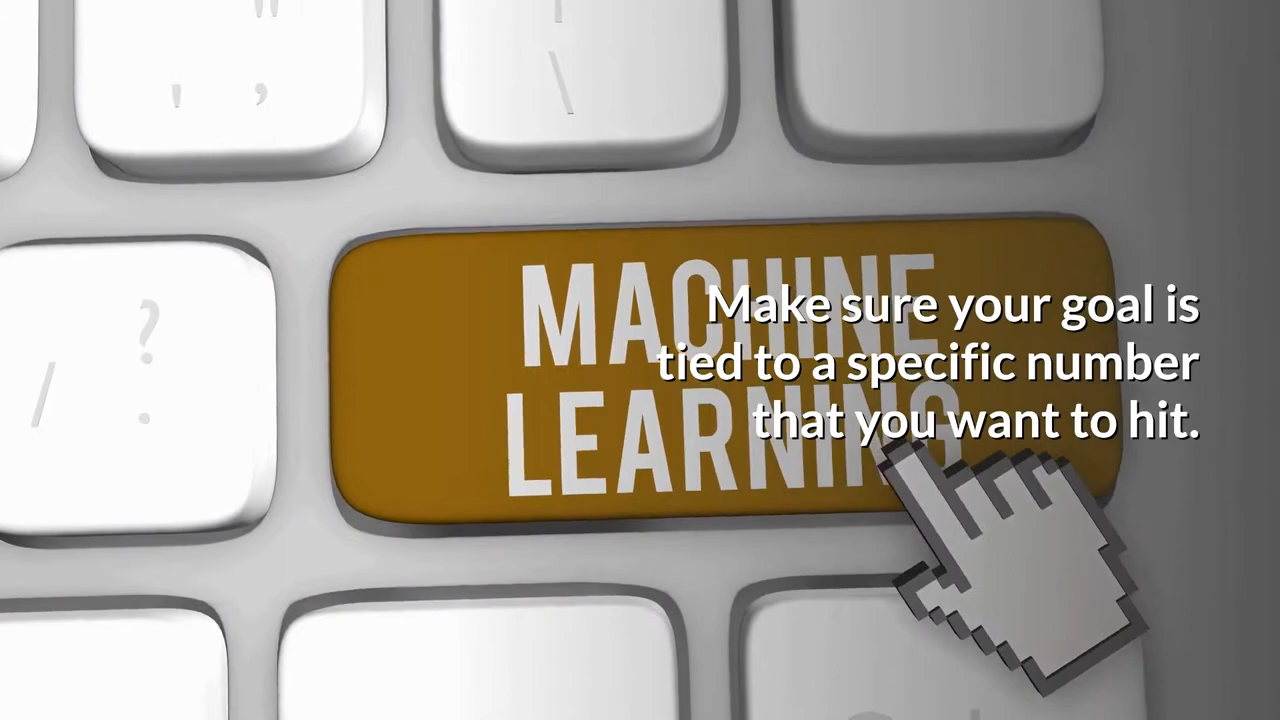 " 
' ,
| 
\
?
/ .
MACHINE
LEARNING
Make sure your goal is
tied to a specific number
that you want to hit.